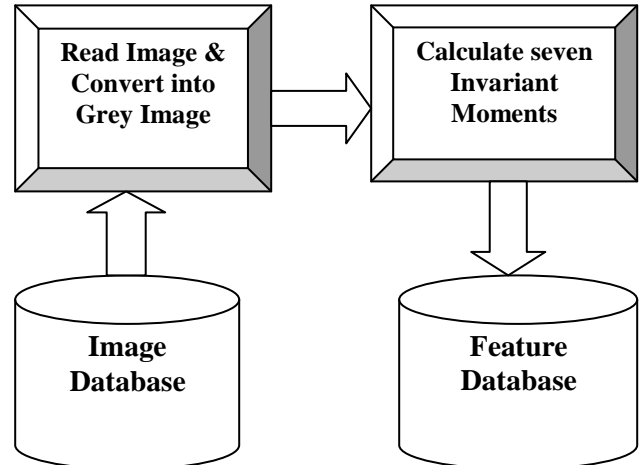 Read Image &
Convert into
Grey Image
Calculate seven
Invariant
Moments
Image
Database
Feature
Database